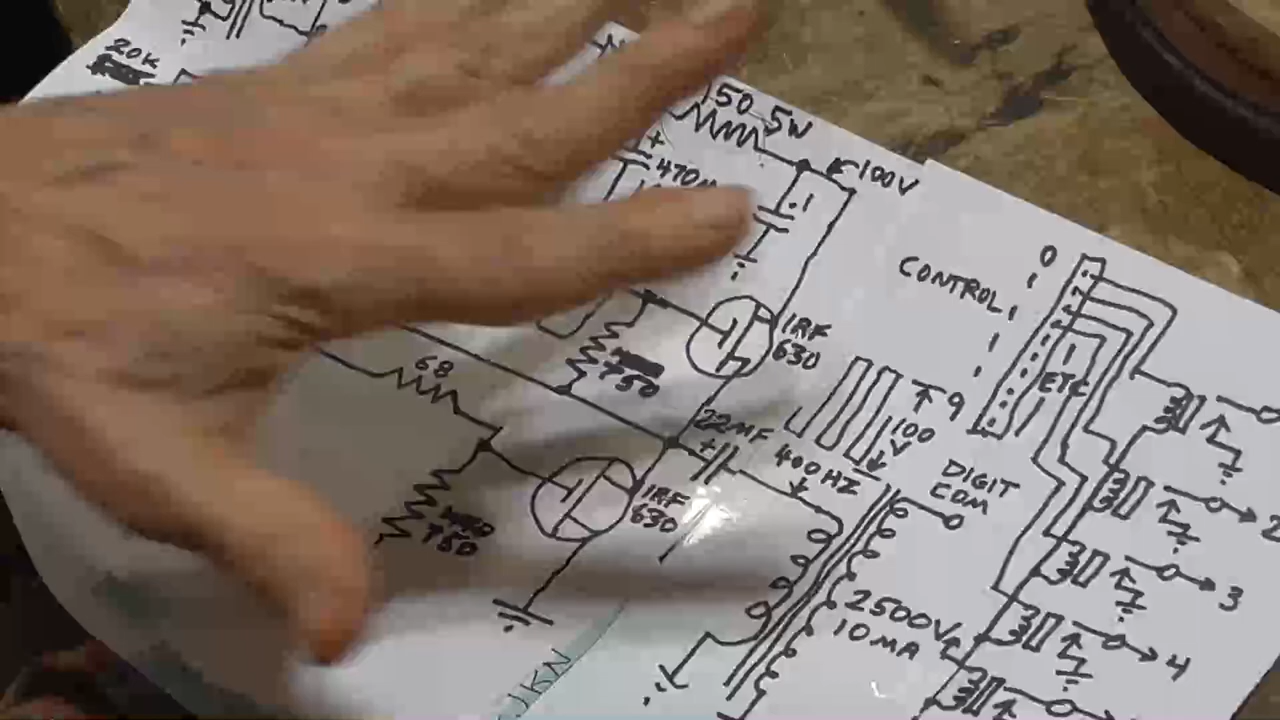 20K
50 5W
+
470
100V
.1
IRF
630
750
68
22MF
+
400HZ
100
V
9
CONTROL
0
ETC
DIGIT
COM
IRF
630
750
2500V
10MA
2
3
4
JKN